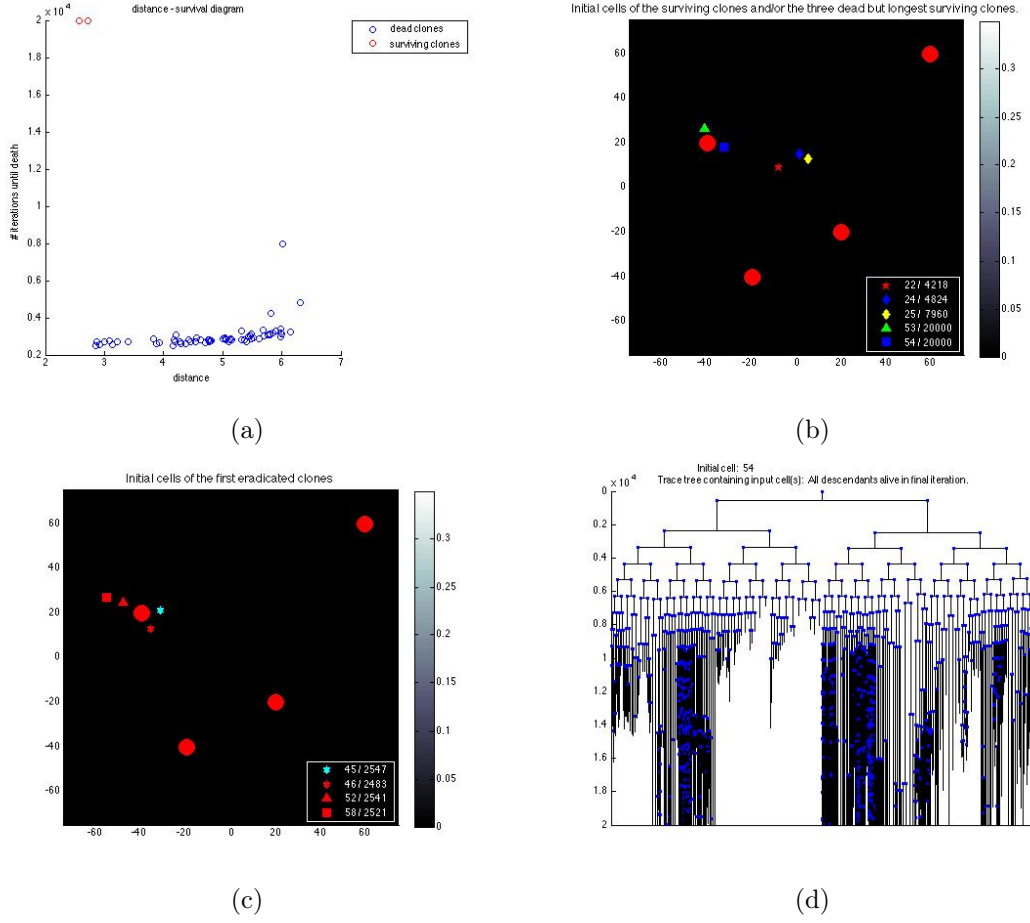 distance - survival diagram
× 10⁴
2
1.8
1.6
1.4
1.2
1
0.8
0.6
0.4
0.2
2 3 4 5 6 7
# iterations until death
distance
dead clones
surviving clones
(a)
Initial cells of the surviving clones and/or the three dead but longest surviving clones.
60
40
20
0
-20
-40
-60
-60 -40 -20 0 20 40 60
0.3
0.25
0.2
0.15
0.1
0.05
0
22 / 4218
24 / 4824
25 / 7960
53 / 20000
54 / 20000
(b)
Initial cells of the first eradicated clones
60
40
20
0
-20
-40
-60
-60 -40 -20 0 20 40 60
0.3
0.25
0.2
0.15
0.1
0.05
0
45 / 2547
46 / 2483
52 / 2541
58 / 2521
(c)
Initial cell: 54
Trace tree containing input cell(s): All descendants alive in final iteration.
× 10⁴
0
0.2
0.4
0.6
0.8
1
1.2
1.4
1.6
1.8
2
(d)